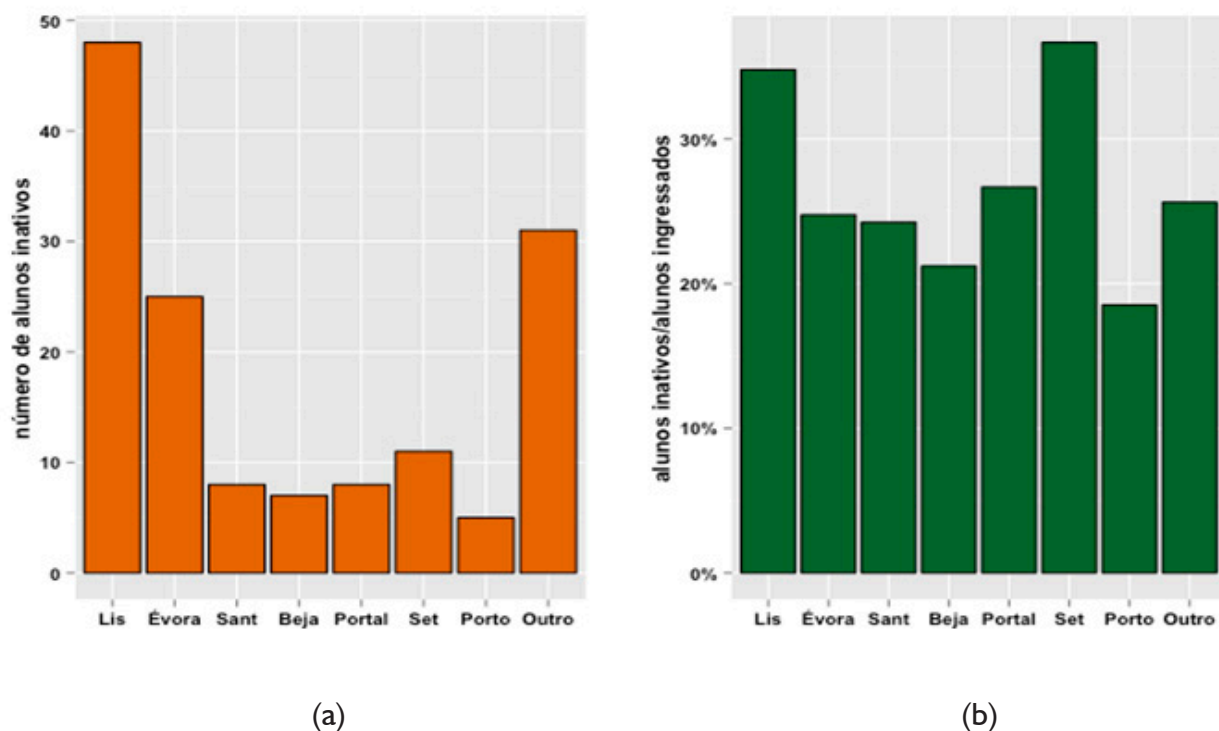 número de alunos inativos
50
40
30
20
10
0
Lis Évora Sant Beja Portal Set Porto Outro
(a)
alunos inativos/alunos ingressados
30%
20%
10%
0%
Lis Évora Sant Beja Portal Set Porto Outro
(b)